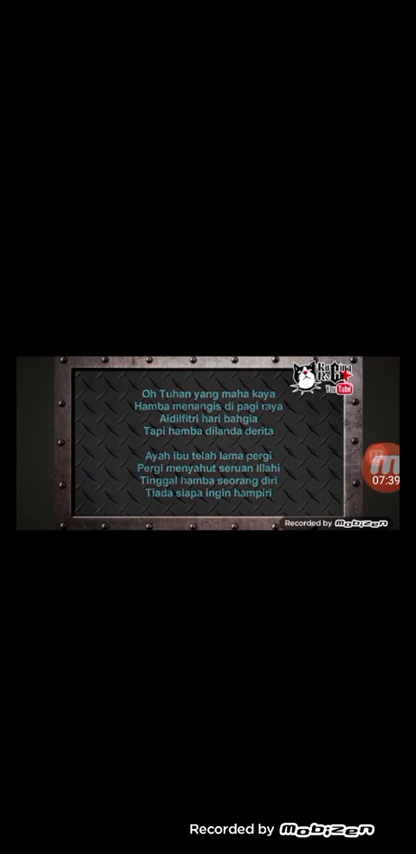 Oh Tuhan yang maha kaya
Hamba menangis di pagi raya
Aidilfitri hari bahgia
Tapi hamba dilanda derita
Ayah ibu telah lama pergi
Pergi menyahut seruan Illahi
Tinggal hamba seorang diri
Tiada siapa ingin hampiri
YouTube
07:39
Recorded by Mobizen
Recorded by Mobizen